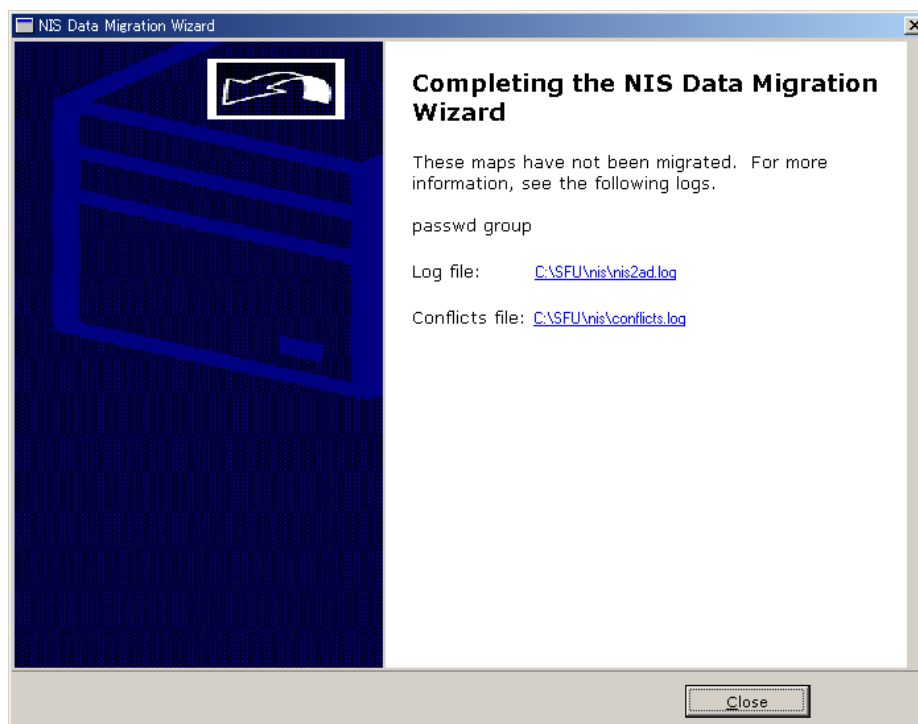 NIS Data Migration Wizard
Completing the NIS Data Migration
Wizard
These maps have not been migrated. For more
information, see the following logs.
passwd group
Log file: C:\SFU\nis\nis2ad.log
Conflicts file: C:\SFU\nis\conflicts.log
Close